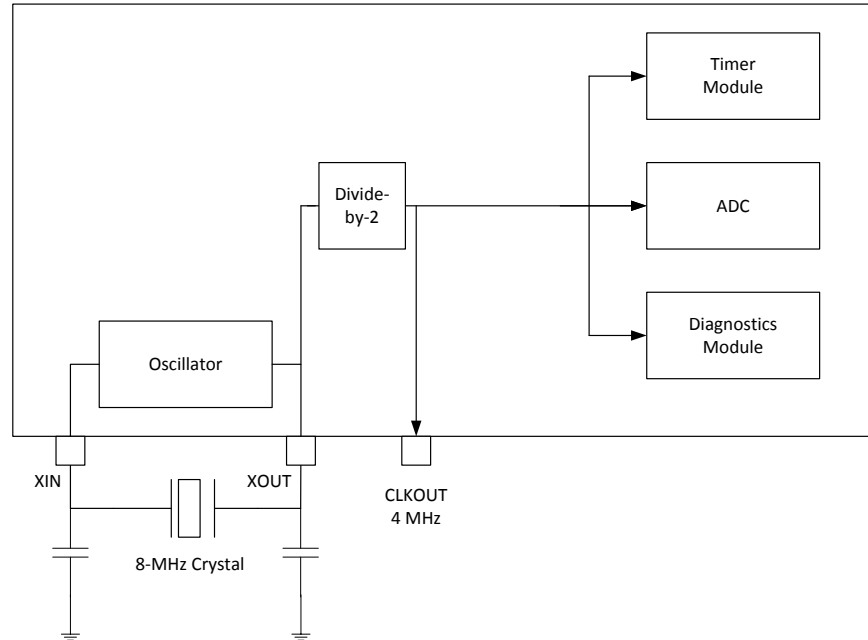 Timer
Module
Divide-
by-2
ADC
Oscillator
Diagnostics
Module
XIN
XOUT
CLKOUT
4 MHz
8-MHz Crystal